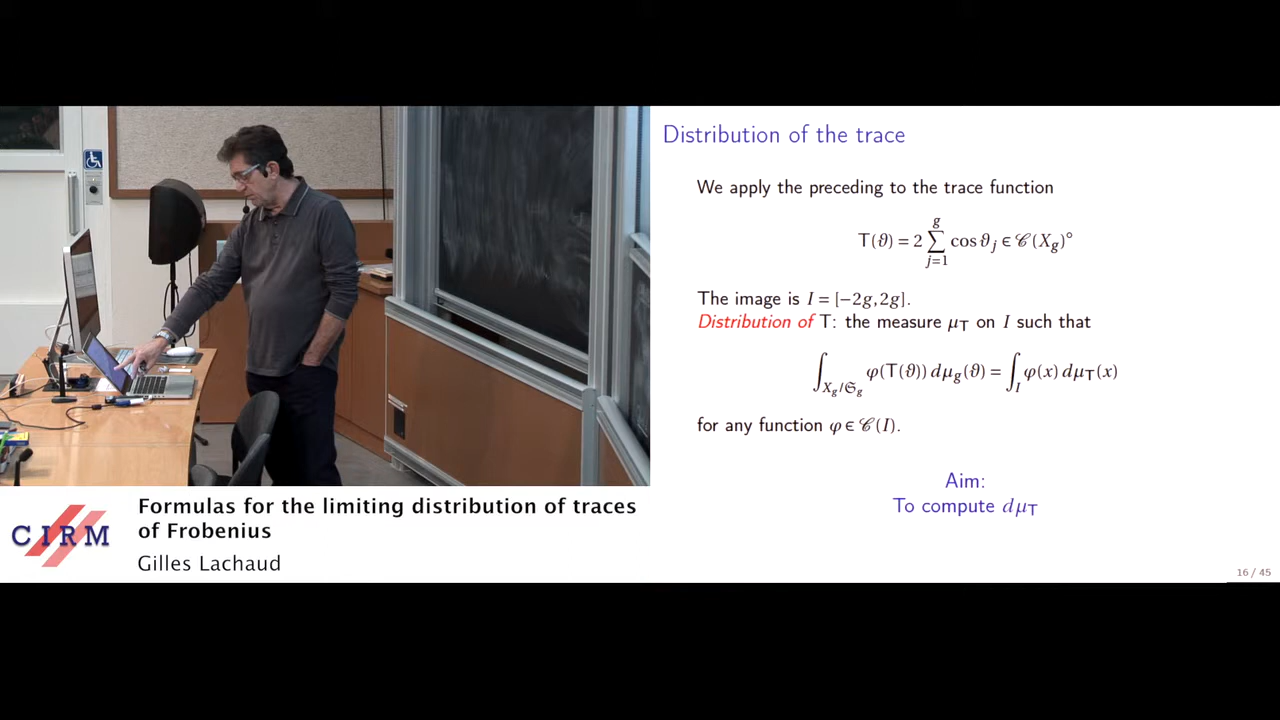 Distribution of the trace
We apply the preceding to the trace function
T(ϑ) = 2 ∑_{j=1}^{g} cos ϑ_j ∈ 𝒞(X_g)°
The image is I = [−2g, 2g].
Distribution of T: the measure μ_T on I such that
∫_{X_g/𝔖_g} φ(T(ϑ)) dμ_g(ϑ) = ∫_I φ(x) dμ_T(x)
for any function φ ∈ 𝒞(I).
Aim:
To compute dμ_T
16 / 45
CIRM
Formulas for the limiting distribution of traces
of Frobenius
Gilles Lachaud